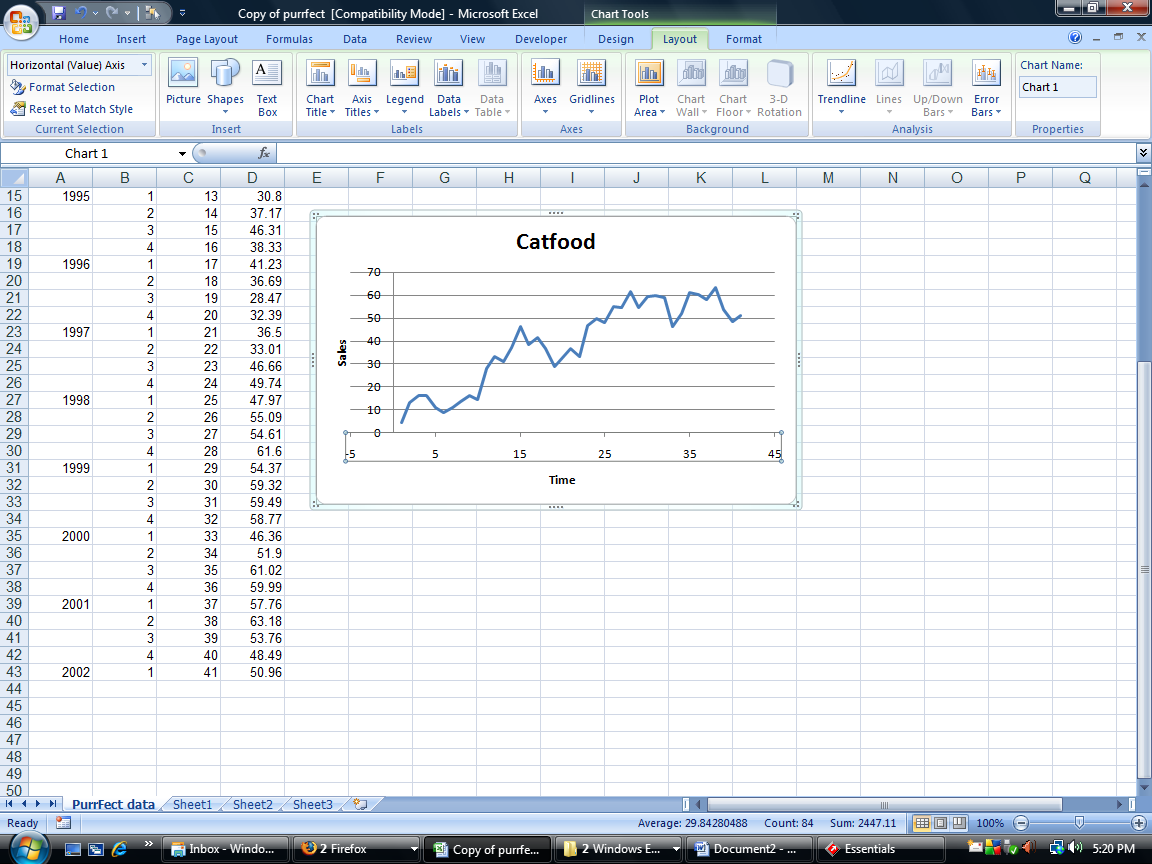 Copy of purrfect [Compatibility Mode] - Microsoft Excel Chart Tools
Home Insert Page Layout Formulas Data Review View Developer Design Layout Format
Horizontal (Value) Axis
Format Selection
Reset to Match Style
Current Selection
Picture Shapes Text Box
Insert
Chart Title Axis Titles Legend Data Labels Data Table
Labels
Axes Gridlines
Axes
Plot Area Chart Wall Chart Floor 3-D Rotation
Background
Trendline Lines Up/Down Bars Error Bars
Analysis
Chart Name:
Chart 1
Properties
Chart 1 fx
A B C D E F G H I J K L M N O P Q
15 1995 1 13 30.8
16 2 14 37.17
17 3 15 46.31
18 4 16 38.33
19 1996 1 17 41.23
20 2 18 36.69
21 3 19 28.47
22 4 20 32.39
23 1997 1 21 36.5
24 2 22 33.01
25 3 23 46.66
26 4 24 49.74
27 1998 1 25 47.97
28 2 26 55.09
29 3 27 54.61
30 4 28 61.6
31 1999 1 29 54.37
32 2 30 59.32
33 3 31 59.49
34 4 32 58.77
35 2000 1 33 46.36
36 2 34 51.9
37 3 35 61.02
38 4 36 59.99
39 2001 1 37 57.76
40 2 38 63.18
41 3 39 53.76
42 4 40 48.49
43 2002 1 41 50.96
44
45
46
47
48
49
50
Catfood
70
60
50
40
30
20
10
0
Sales
-5 5 15 25 35 45
Time
PurrFect data Sheet1 Sheet2 Sheet3
Ready Average: 29.84280488 Count: 84 Sum: 2447.11 100%
Inbox - Windo... 2 Firefox Copy of purrfe... 2 Windows E... Document2 - ... Essentials 5:20 PM